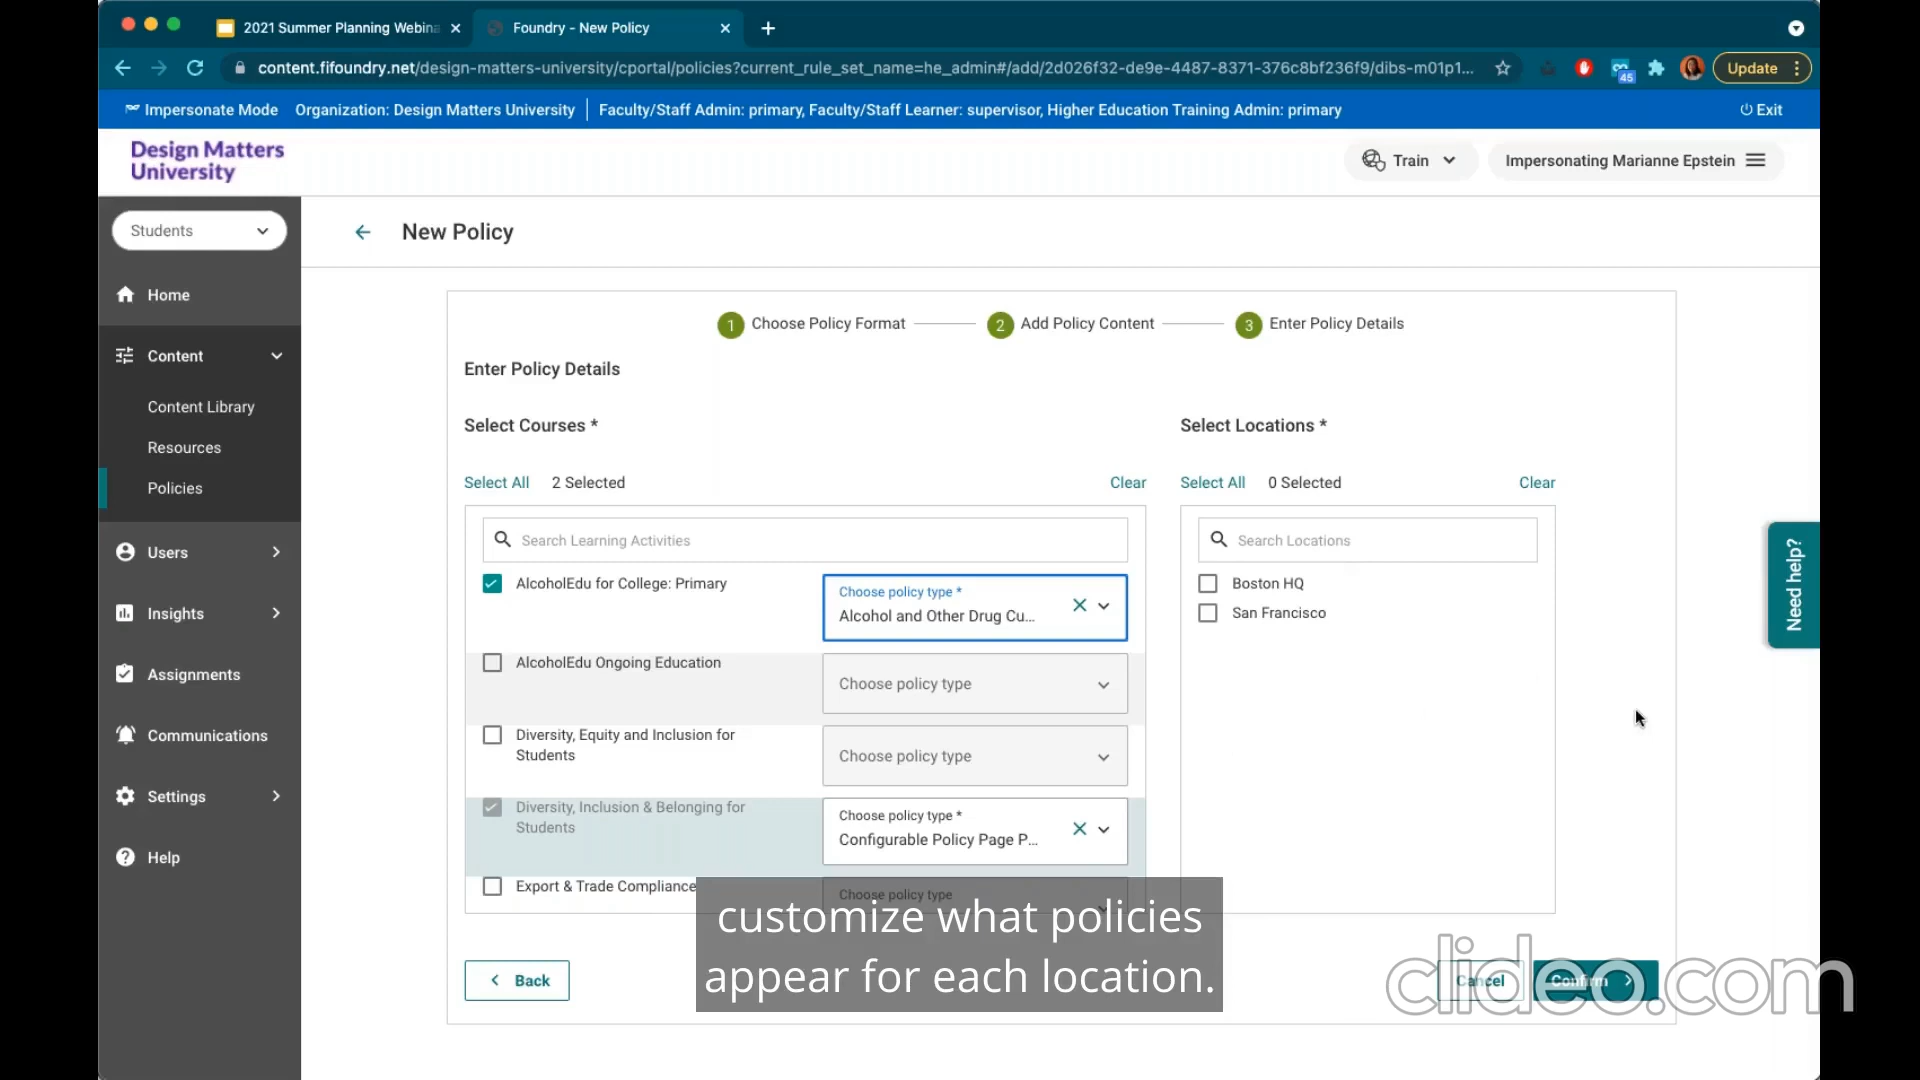 2021 Summer Planning Webina
Foundry - New Policy
content.fifoundry.net/design-matters-university/cportal/policies?current_rule_set_name=he_admin#/add/2d026f32-de9e-4487-8371-376c8bf236f9/dibs-m01p1...
45
Update
Impersonate Mode
Organization: Design Matters University
Faculty/Staff Admin: primary, Faculty/Staff Learner: supervisor, Higher Education Training Admin: primary
Exit
Design Matters
University
Train
Impersonating Marianne Epstein
Students
New Policy
Home
Content
Content Library
Resources
Policies
Users
Insights
Assignments
Communications
Settings
Help
1 Choose Policy Format
2 Add Policy Content
3 Enter Policy Details
Enter Policy Details
Select Courses *
Select All
2 Selected
Clear
Search Learning Activities
AlcoholEdu for College: Primary
Choose policy type *
Alcohol and Other Drug Cu...
AlcoholEdu Ongoing Education
Choose policy type
Diversity, Equity and Inclusion for
Students
Choose policy type
Diversity, Inclusion & Belonging for
Students
Choose policy type *
Configurable Policy Page P...
Export & Trade Compliance
Choose policy type
Select Locations *
Select All
0 Selected
Clear
Search Locations
Boston HQ
San Francisco
Need help?
customize what policies
appear for each location.
Back
Cancel
Confirm
clideo.com